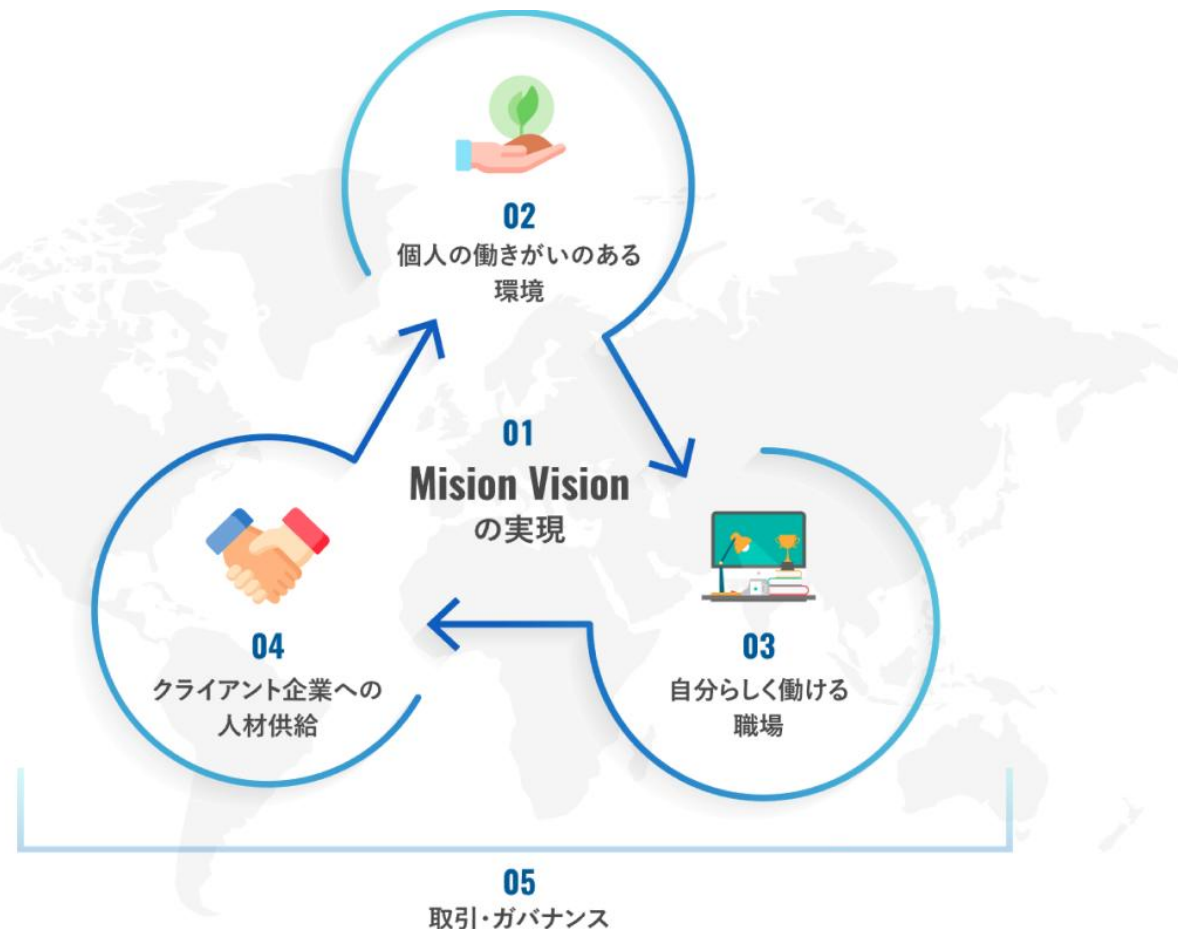 02
個人の働きがいのある
環境
01
Mision Vision
の実現
04
クライアント企業への
人材供給
03
自分らしく働ける
職場
05
取引・ガバナンス